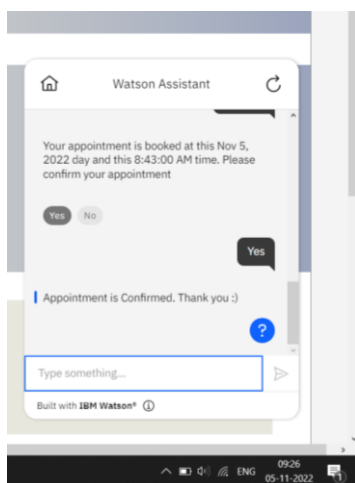 Watson Assistant
Your appointment is booked at this Nov 5,
2022 day and this 8:43:00 AM time. Please
confirm your appointment
Yes No
Yes
Appointment is Confirmed. Thank you :)
?
Type something...
Built with IBM Watson® i
ENG 09:26
05-11-2022
1